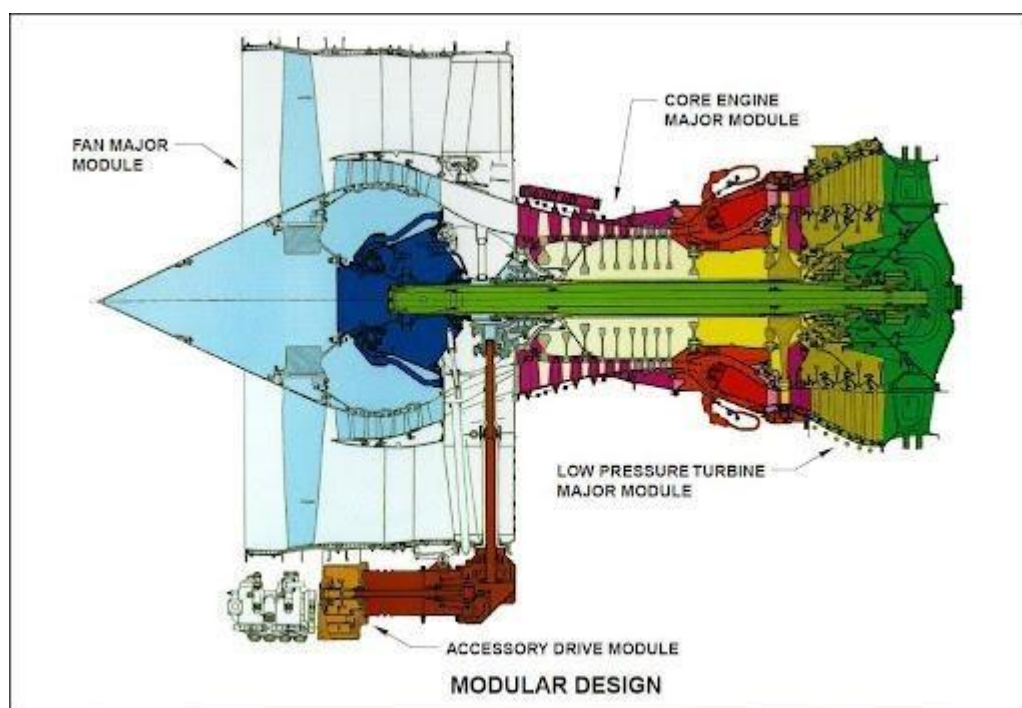 CORE ENGINE
MAJOR MODULE
FAN MAJOR
MODULE
LOW PRESSURE TURBINE
MAJOR MODULE
ACCESSORY DRIVE MODULE
MODULAR DESIGN